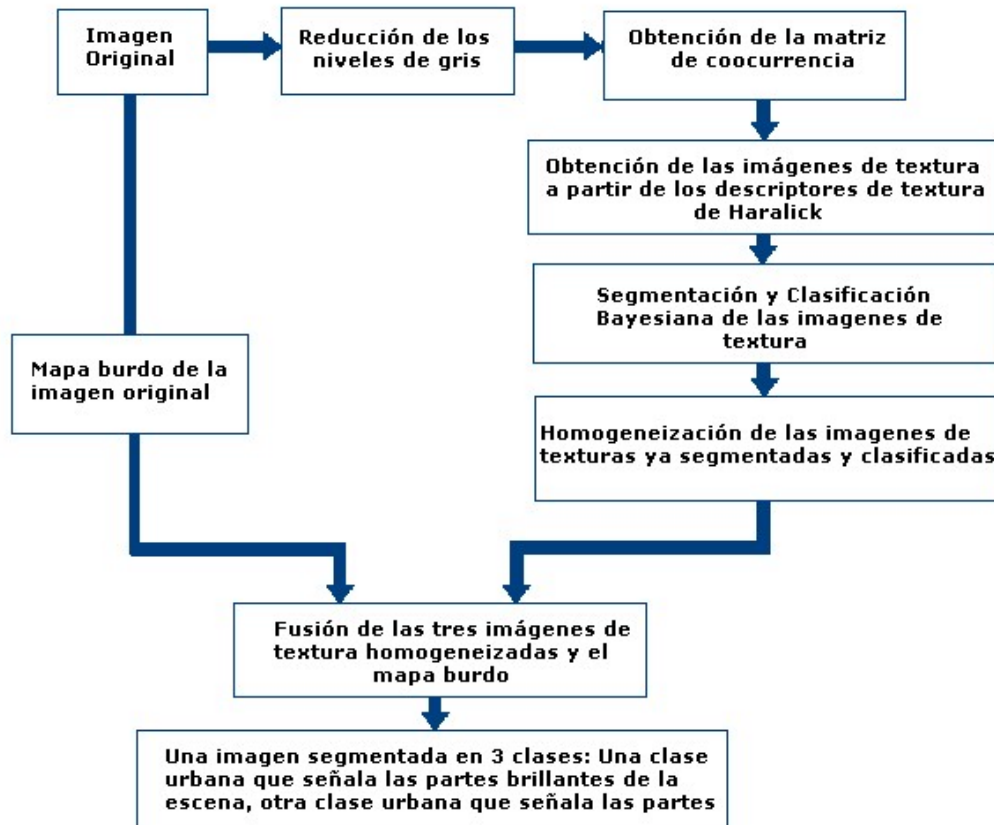 Imagen
Original
Reducción de los
niveles de gris
Obtención de la matriz
de coocurrencia
Obtención de las imágenes de textura
a partir de los descriptores de textura
de Haralick
Segmentación y Clasificación
Bayesiana de las imagenes de
textura
Mapa burdo de la
imagen original
Homogeneización de las imagenes de
texturas ya segmentadas y clasificadas
Fusión de las tres imágenes de
textura homogeneizadas y el
mapa burdo
Una imagen segmentada en 3 clases: Una clase
urbana que señala las partes brillantes de la
escena, otra clase urbana que señala las partes